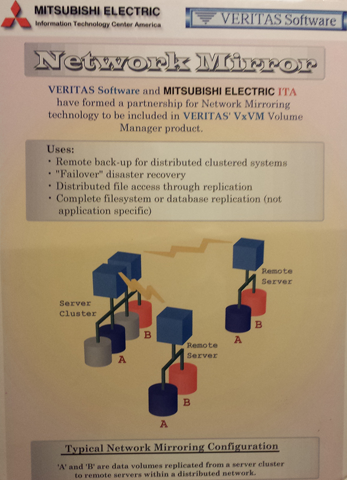 MITSUBISHI ELECTRIC
Information Technology Center America
VERITAS Software
Network Mirror
VERITAS Software and MITSUBISHI ELECTRIC ITA
have formed a partnership for Network Mirroring
technology to be included in VERITAS' VxVM Volume
Manager product.
Uses:
· Remote back-up for distributed clustered systems
· "Failover" disaster recovery
· Distributed file access through replication
· Complete filesystem or database replication (not
application specific)
Remote
Server
Server
Cluster
B
A
B
A
Remote
Server
B
A
Typical Network Mirroring Configuration
'A' and 'B' are data volumes replicated from a server cluster
to remote servers within a distributed network.